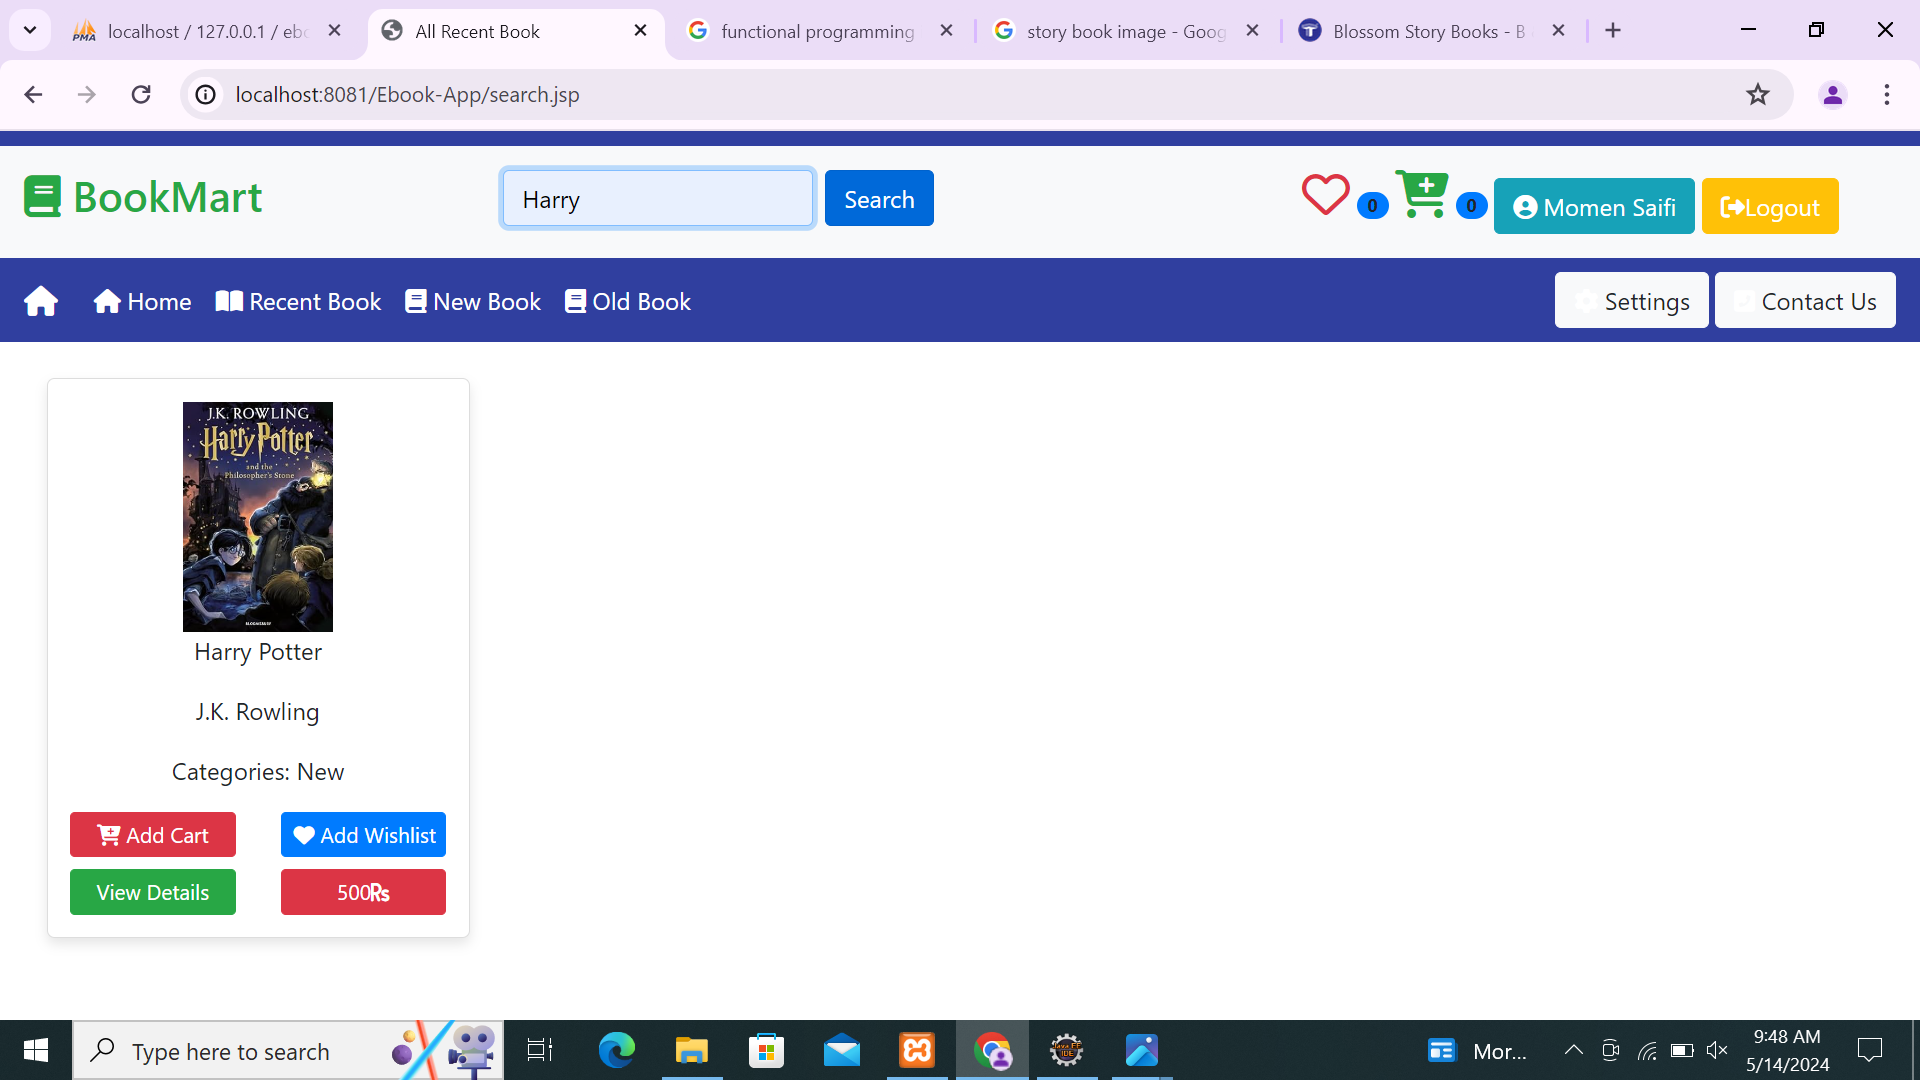 localhost / 127.0.0.1 / ebc
All Recent Book
functional programming
story book image - Goog
Blossom Story Books - B
localhost:8081/Ebook-App/search.jsp
BookMart
Harry
Search
0
0
Momen Saifi
Logout
Home
Recent Book
New Book
Old Book
Settings
Contact Us
J.K. ROWLING
Harry Potter
and the
Philosopher's Stone
BLOOMSBURY
Harry Potter
J.K. Rowling
Categories: New
Add Cart
Add Wishlist
View Details
500Rs
Type here to search
Mor...
9:48 AM
5/14/2024